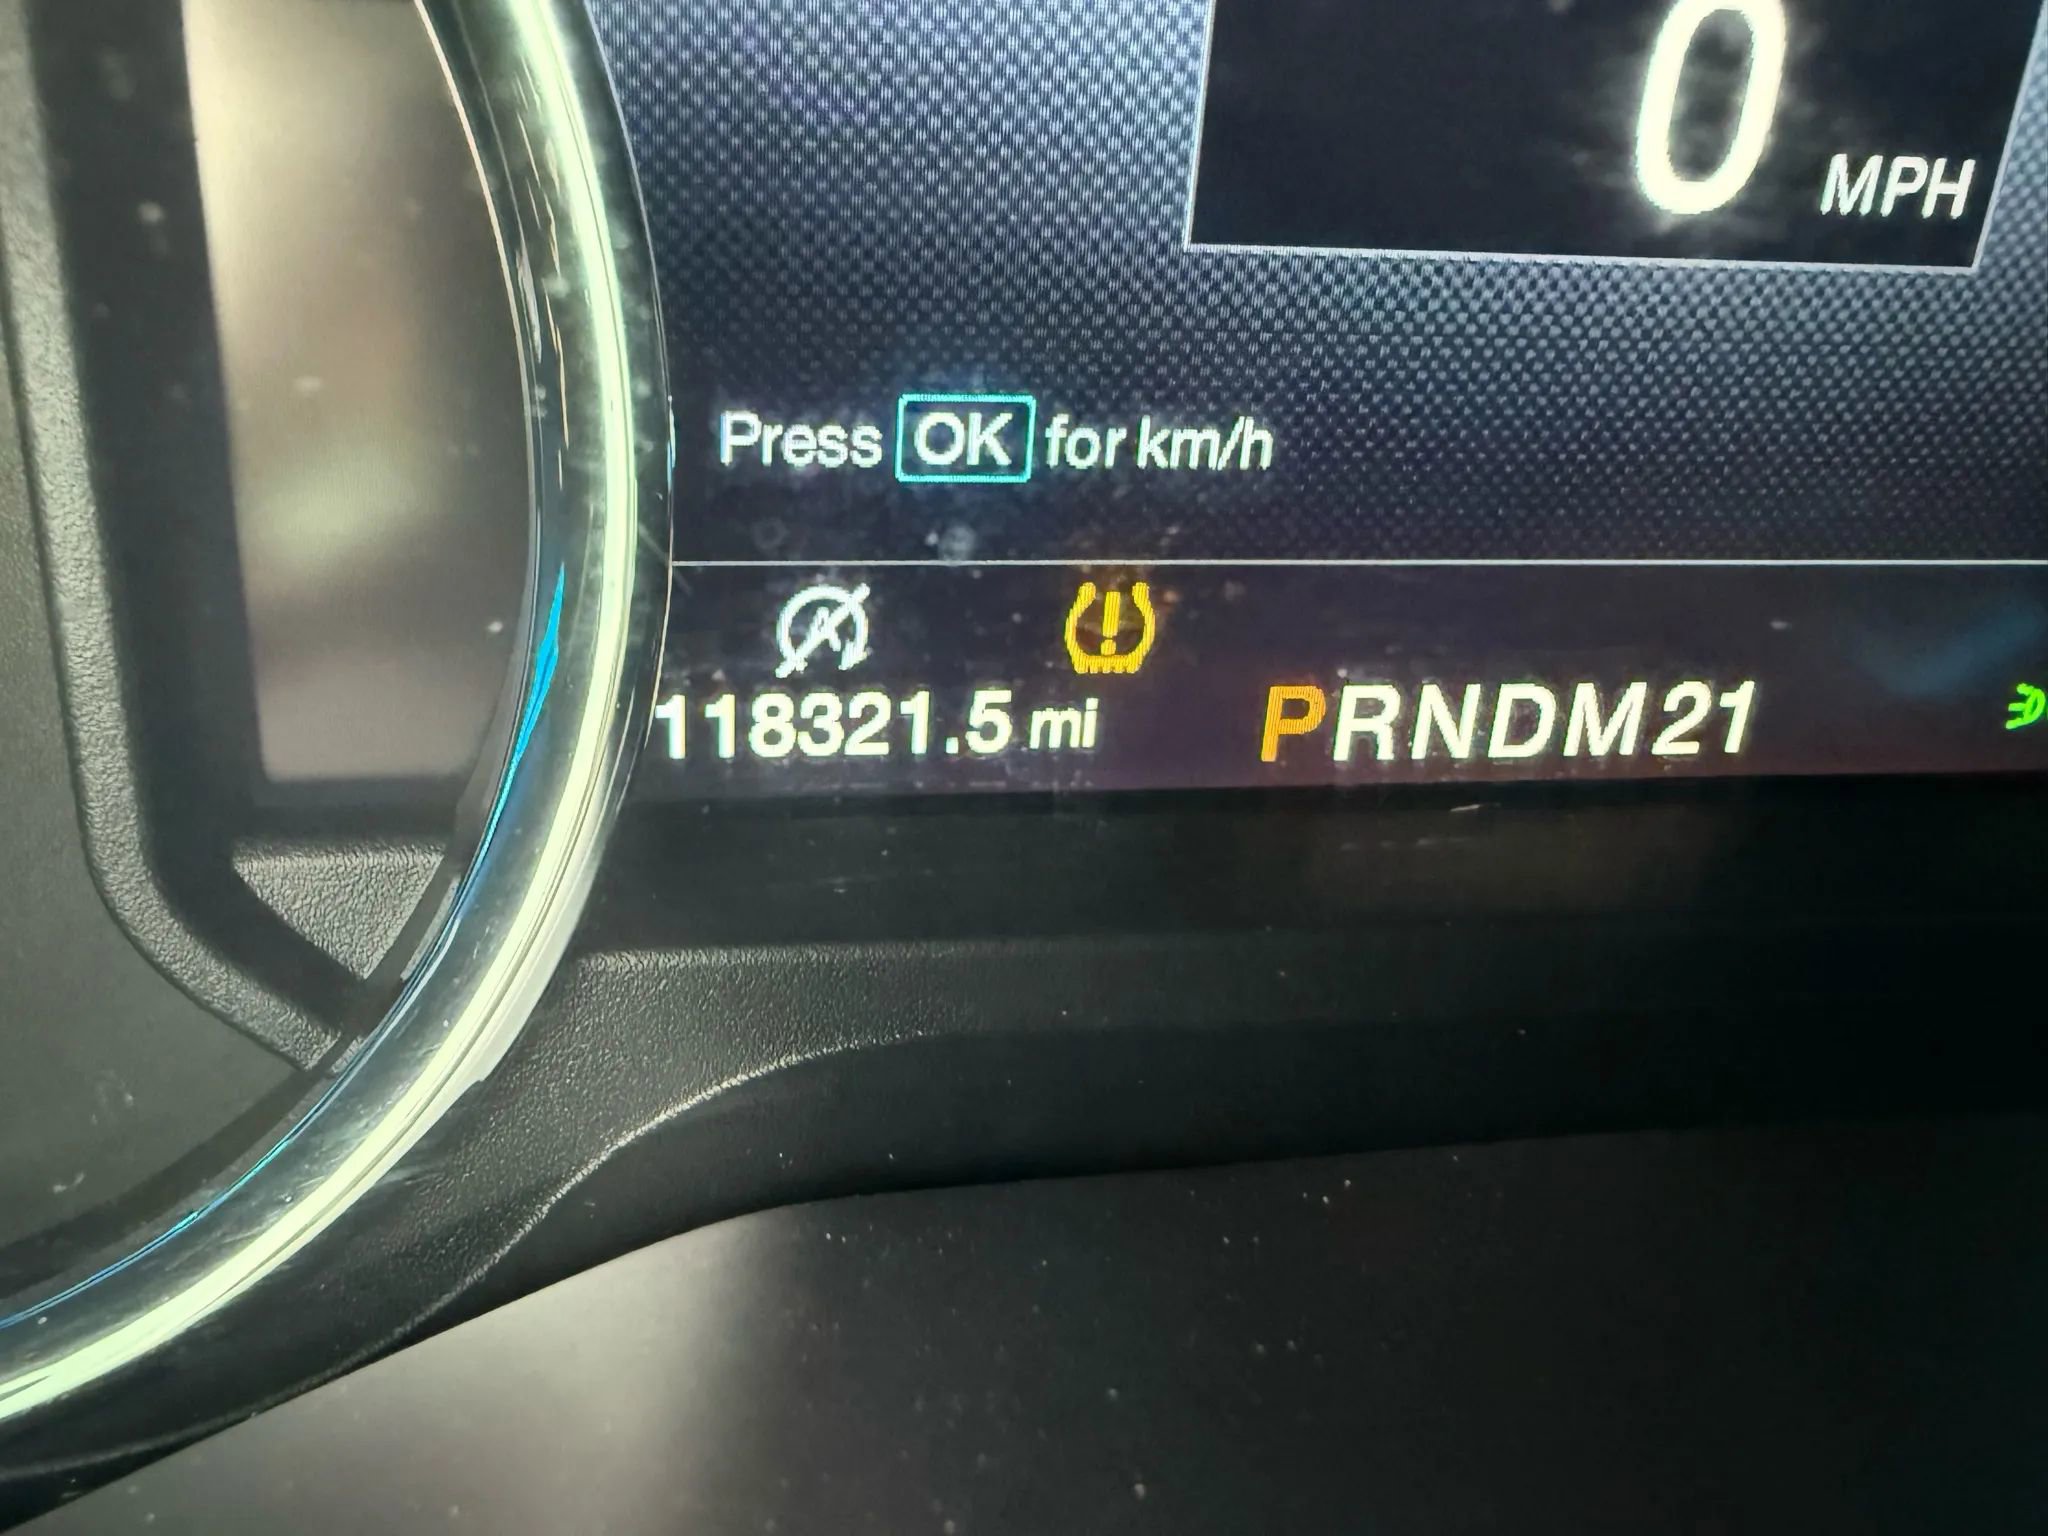 0
MPH
Press OK for km/h
A
118321.5 mi
PRNDM21